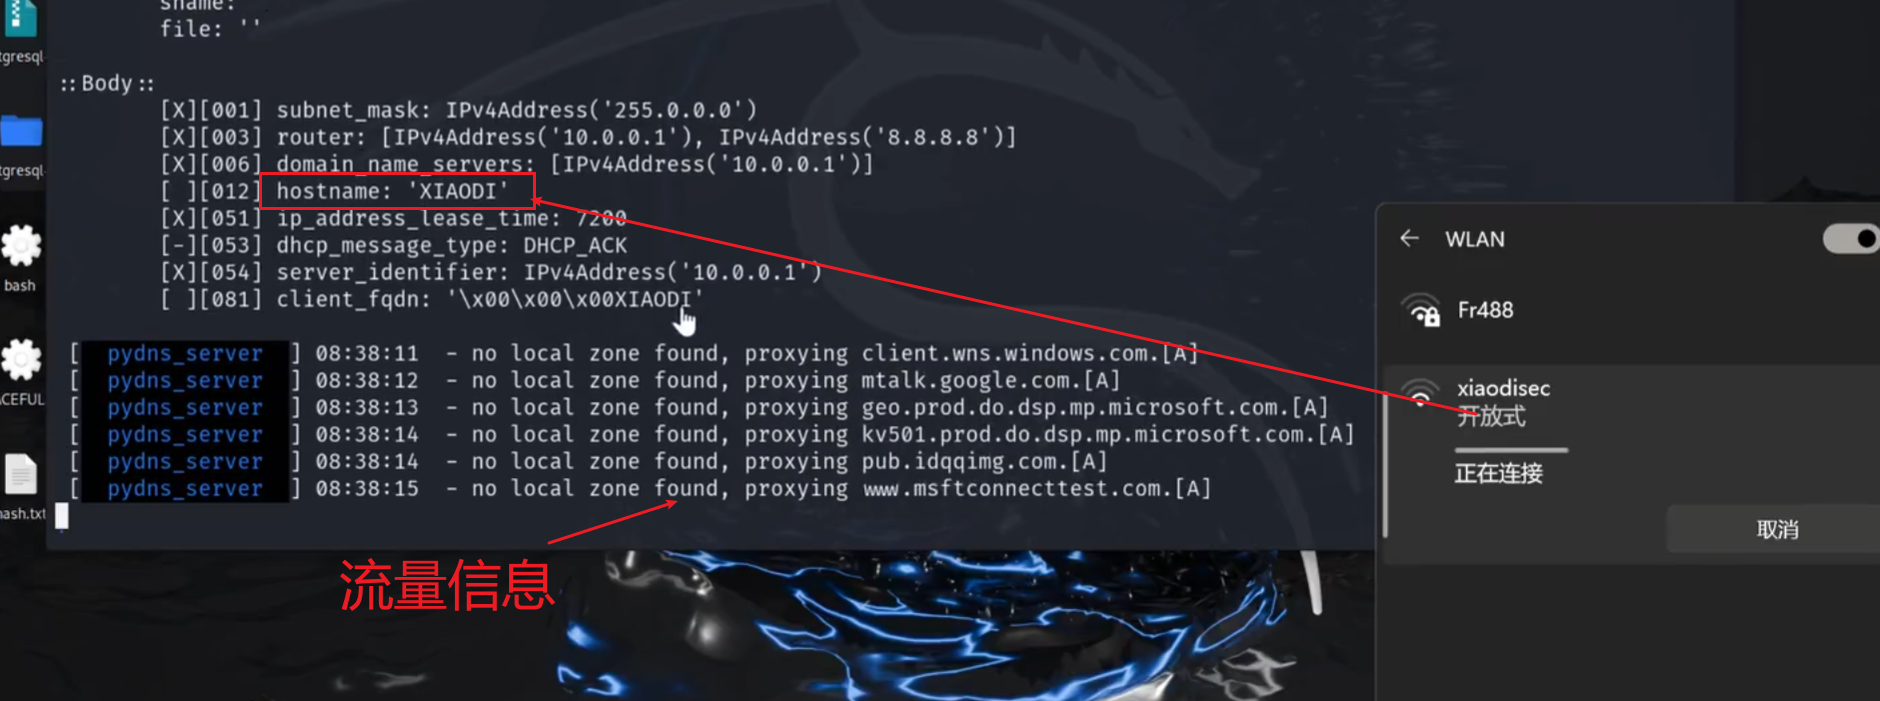 sname:
file: ''
tgresql-
::Body::
[X][001] subnet_mask: IPv4Address('255.0.0.0')
[X][003] router: [IPv4Address('10.0.0.1'), IPv4Address('8.8.8.8')]
[X][006] domain_name_servers: [IPv4Address('10.0.0.1')]
tgresql-
[ ][012] hostname: 'XIAODI'
[X][051] ip_address_lease_time: 7200
[-][053] dhcp_message_type: DHCP_ACK
[X][054] server_identifier: IPv4Address('10.0.0.1')
bash
[ ][081] client_fqdn: '\x00\x00\x00XIAODI'
[ pydns_server ] 08:38:11 - no local zone found, proxying client.wns.windows.com.[A]
[ pydns_server ] 08:38:12 - no local zone found, proxying mtalk.google.com.[A]
ACEFUL
[ pydns_server ] 08:38:13 - no local zone found, proxying geo.prod.do.dsp.mp.microsoft.com.[A]
[ pydns_server ] 08:38:14 - no local zone found, proxying kv501.prod.do.dsp.mp.microsoft.com.[A]
[ pydns_server ] 08:38:14 - no local zone found, proxying pub.idqqimg.com.[A]
[ pydns_server ] 08:38:15 - no local zone found, proxying www.msftconnecttest.com.[A]
hash.txt
流量信息
WLAN
Fr488
xiaodisec
开放式
正在连接
取消